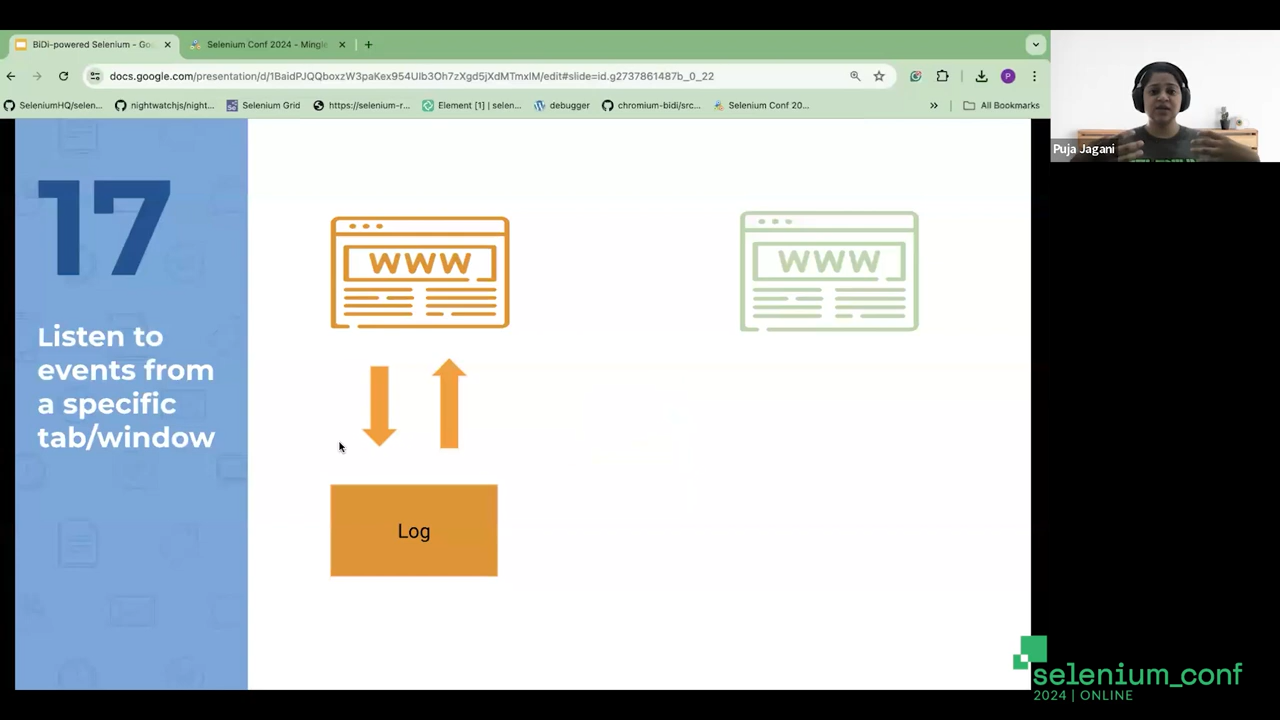 BiDi-powered Selenium - Go
Selenium Conf 2024 - Mingle
docs.google.com/presentation/d/1BaidPJQQboxzW3paKex954Ulb3Oh7zXgd5jXdMTmxIM/edit#slide=id.g2737861487b_0_22
P
SeleniumHQ/selen...
nightwatchjs/night...
Selenium Grid
https://selenium-r...
Element [1] | selen...
debugger
chromium-bidi/src...
Selenium Conf 20...
All Bookmarks
Puja Jagani
17
Listen to
events from
a specific
tab/window
WWW
WWW
Log
selenium_conf
2024 | ONLINE